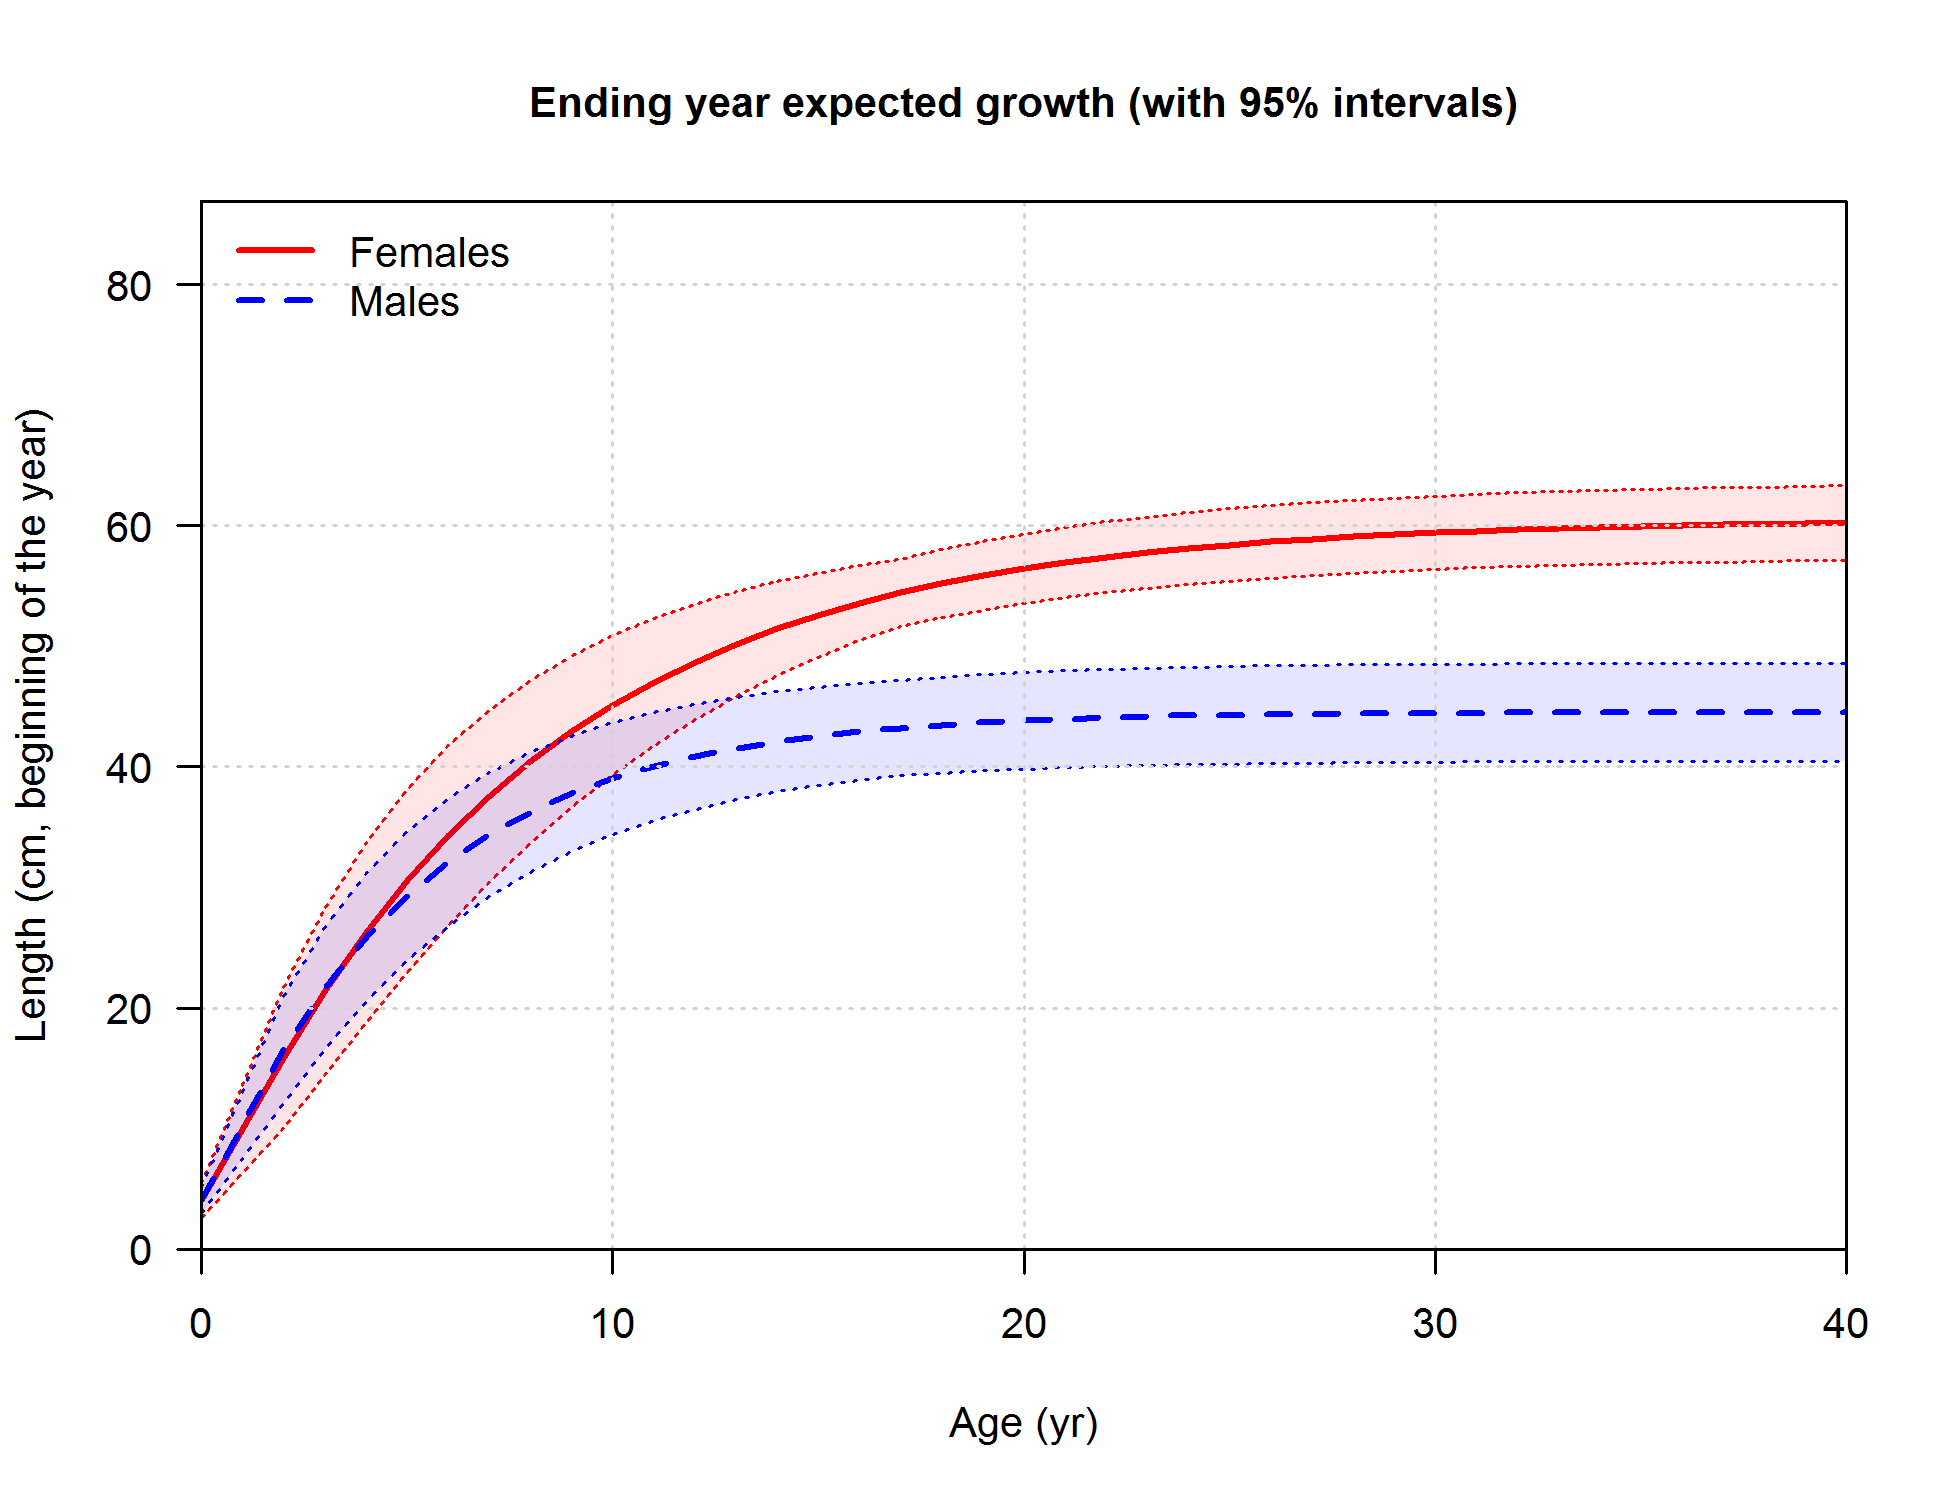 Ending year expected growth (with 95% intervals)
Females
Males
Length (cm, beginning of the year)
80
60
40
20
0
0 10 20 30 40
Age (yr)